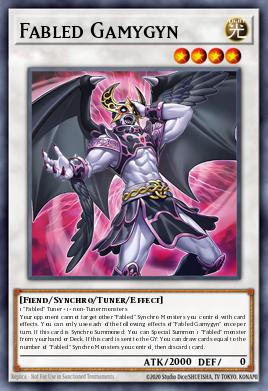 FABLED GAMYGYN
LIGHT
光
[FIEND/SYNCHRO/TUNER/EFFECT]
1 "Fabled" Tuner + 1+ non-Tuner monsters
Your opponent cannot target other "Fabled" Synchro Monsters you control with card
effects. You can only use each of the following effects of "Fabled Gamygyn" once per
turn. If this card is Synchro Summoned: You can Special Summon 1 "Fabled" monster
from your hand or Deck. If this card is sent to the GY: You can draw cards equal to the
number of "Fabled" Synchro Monsters you control, then discard 1 card.
ATK/2000 DEF/ 0
Replica - Not For Use in Sanctioned Tournaments
©2020 Studio Dice/SHUEISHA, TV TOKYO, KONAMI